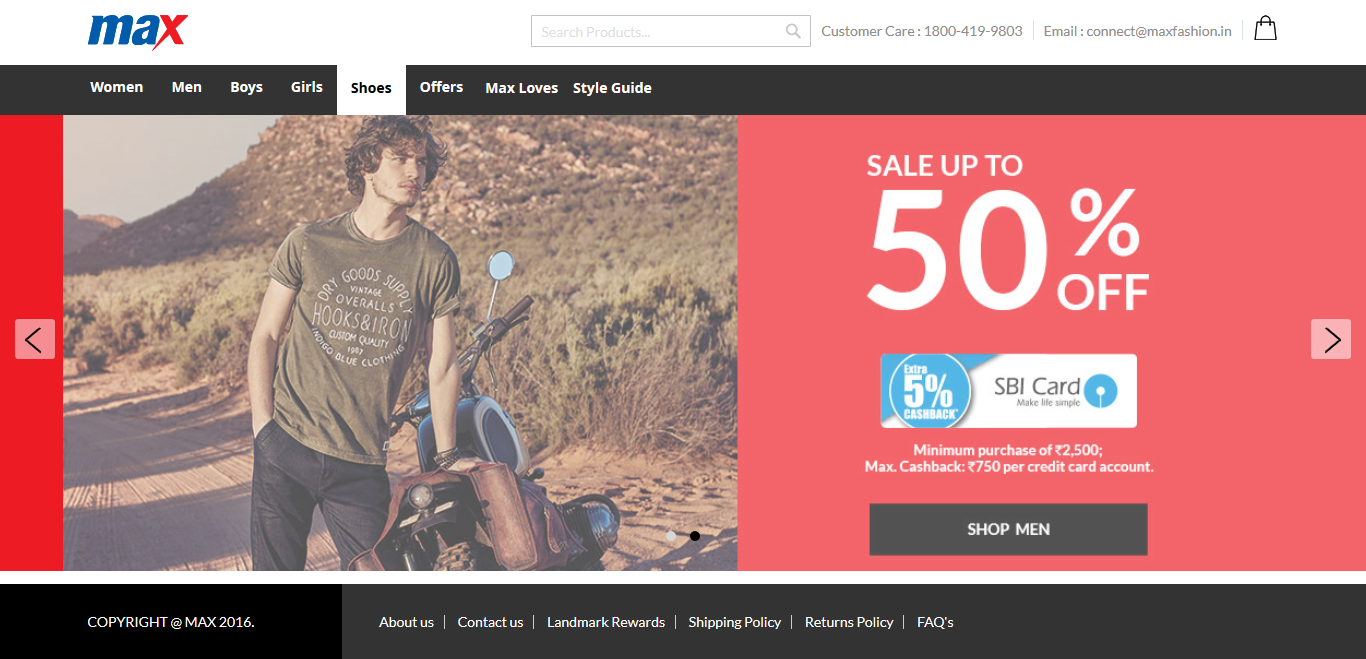 max
Search Products...
Customer Care : 1800-419-9803
Email : connect@maxfashion.in
Women
Men
Boys
Girls
Shoes
Offers
Max Loves
Style Guide
DRY GOODS SUPPLY
VINTAGE
OVERALLS
HOOKS&IRON
CUSTOM QUALITY
1987
INDIGO BLUE CLOTHING
SALE UP TO
50%
OFF
Extra
5%
CASHBACK*
SBI Card
Make life simple
Minimum purchase of ₹2,500;
Max. Cashback: ₹750 per credit card account.
SHOP MEN
COPYRIGHT @ MAX 2016.
About us
Contact us
Landmark Rewards
Shipping Policy
Returns Policy
FAQ's